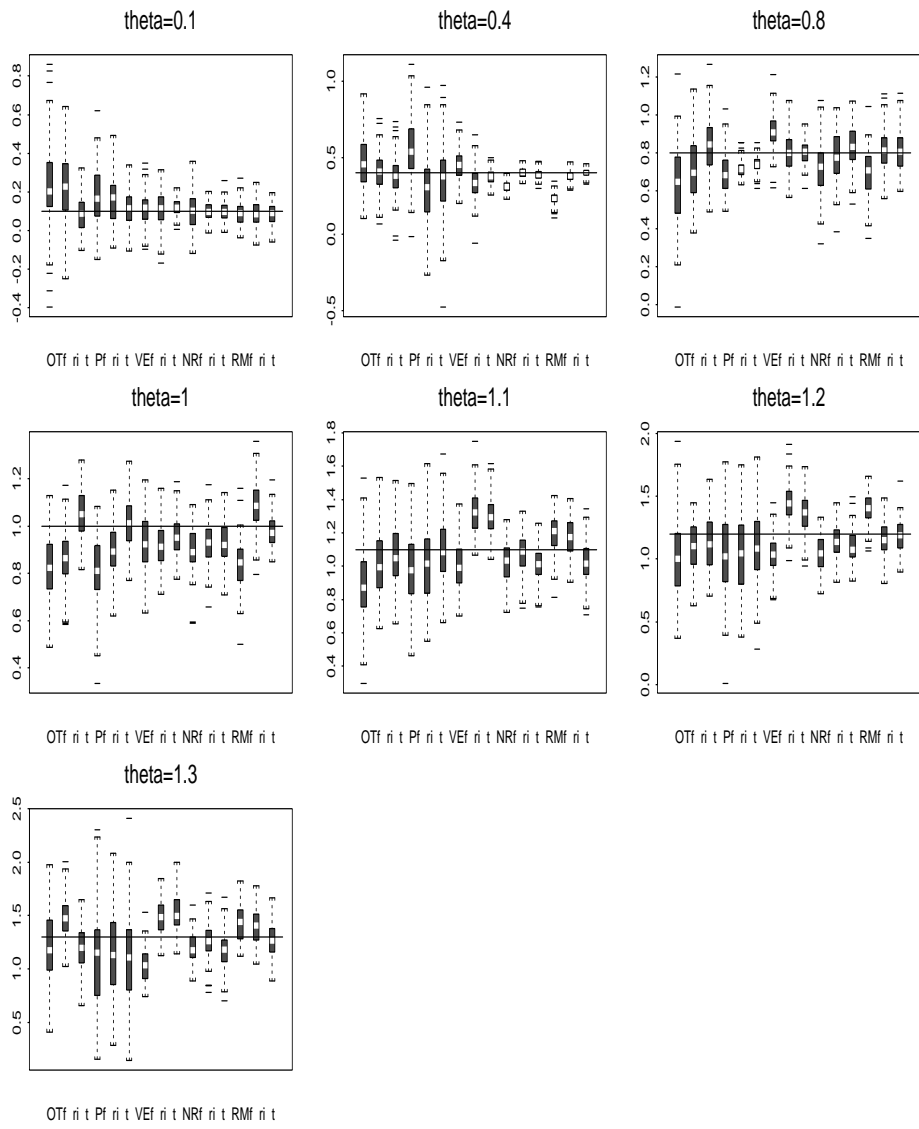 theta=0.1
theta=0.4
theta=0.8
0.8
0.6
0.4
0.2
0.0
-0.2
-0.4
1.0
0.5
0.0
-0.5
1.2
1.0
0.8
0.6
0.4
0.2
0.0
OTf ri t Pf ri t VEf ri t NRf ri t RMf ri t
OTf ri t Pf ri t VEf ri t NRf ri t RMf ri t
OTf ri t Pf ri t VEf ri t NRf ri t RMf ri t
theta=1
theta=1.1
theta=1.2
1.2
1.0
0.8
0.6
0.4
1.8
1.6
1.4
1.2
1.0
0.8
0.6
0.4
2.0
1.5
1.0
0.5
0.0
OTf ri t Pf ri t VEf ri t NRf ri t RMf ri t
OTf ri t Pf ri t VEf ri t NRf ri t RMf ri t
OTf ri t Pf ri t VEf ri t NRf ri t RMf ri t
theta=1.3
2.5
2.0
1.5
1.0
0.5
OTf ri t Pf ri t VEf ri t NRf ri t RMf ri t